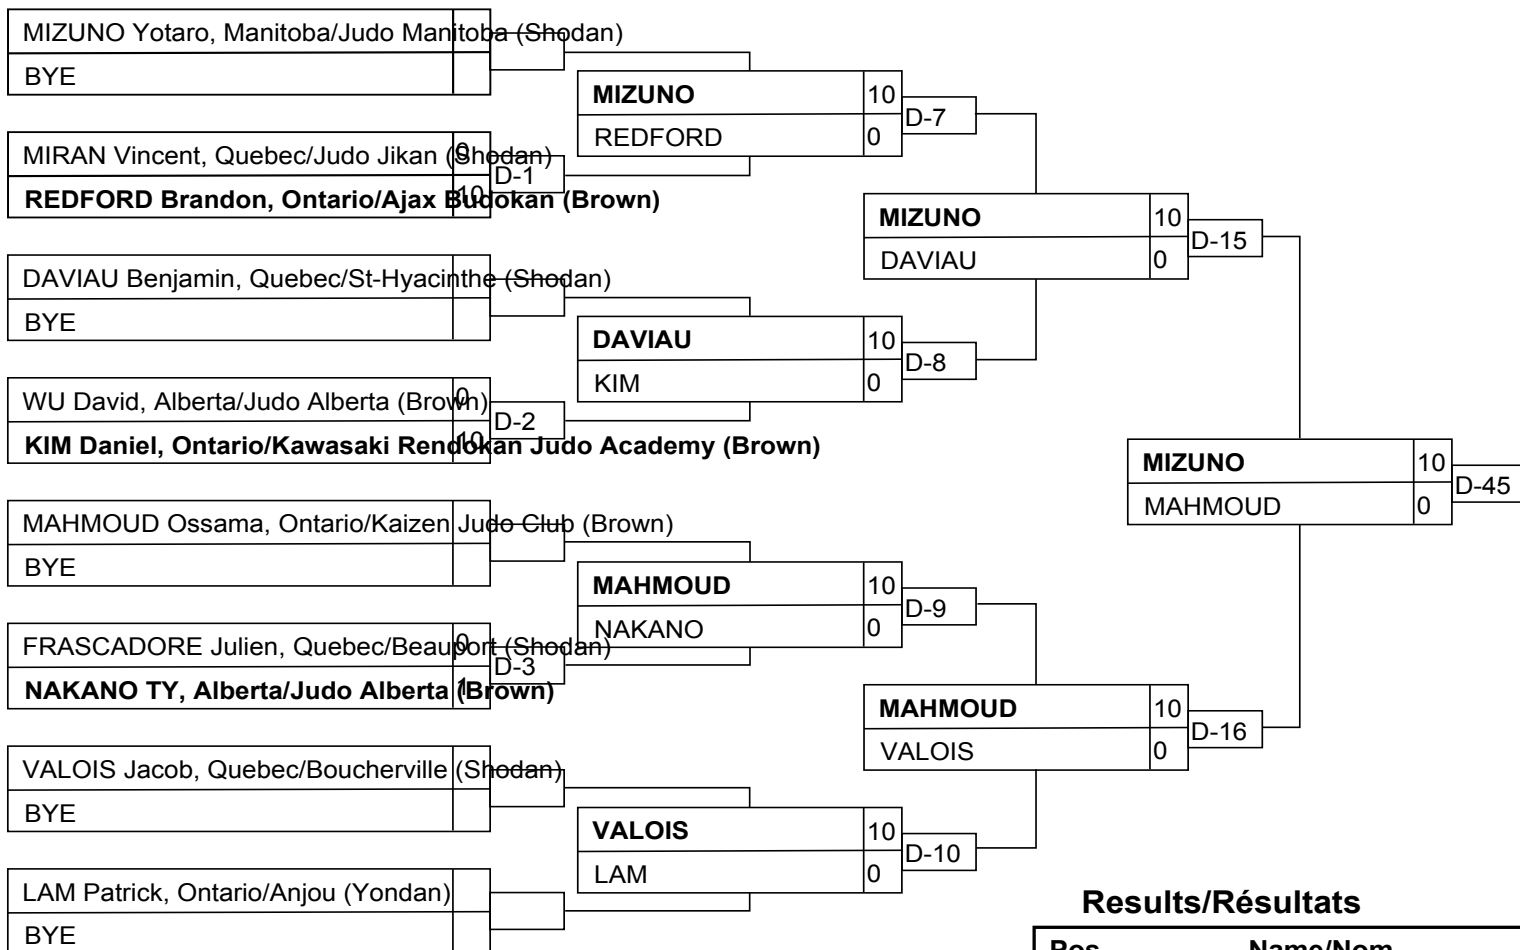 MIZUNO Yotaro, Manitoba/Judo Manitoba (Shodan)
BYE
MIRAN Vincent, Quebec/Judo Jikan (Shodan) 0
D-1
REDFORD Brandon, Ontario/Ajax Budokan (Brown) 10
DAVIAU Benjamin, Quebec/St-Hyacinthe (Shodan)
BYE
WU David, Alberta/Judo Alberta (Brown) 0
D-2
KIM Daniel, Ontario/Kawasaki Rendokan Judo Academy (Brown) 10
MAHMOUD Ossama, Ontario/Kaizen Judo Club (Brown)
BYE
FRASCADORE Julien, Quebec/Beauport (Shodan) 0
D-3
NAKANO TY, Alberta/Judo Alberta (Brown) 1
VALOIS Jacob, Quebec/Boucherville (Shodan)
BYE
LAM Patrick, Ontario/Anjou (Yondan)
BYE
MIZUNO 10
D-7
REDFORD 0
DAVIAU 10
D-8
KIM 0
MAHMOUD 10
D-9
NAKANO 0
VALOIS 10
D-10
LAM 0
MIZUNO 10
D-15
DAVIAU 0
MAHMOUD 10
D-16
VALOIS 0
MIZUNO 10
D-45
MAHMOUD 0
Results/Résultats
Pos. Name/Nom